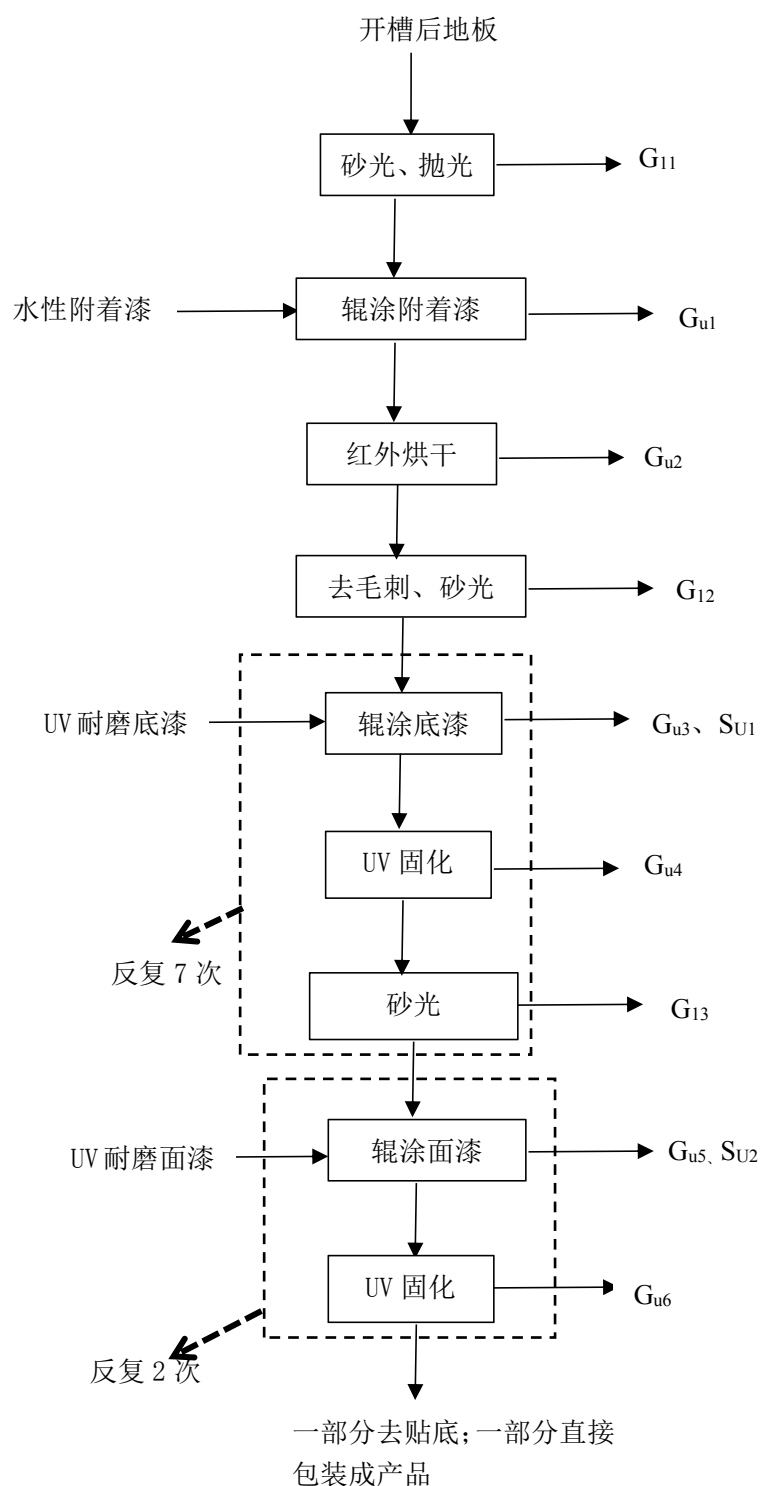 开槽后地板
砂光、抛光
G11
水性附着漆
辊涂附着漆
Gu1
红外烘干
Gu2
去毛刺、砂光
G12
UV耐磨底漆
辊涂底漆
Gu3、SU1
UV固化
Gu4
反复7次
砂光
G13
UV耐磨面漆
辊涂面漆
Gu5、SU2
UV固化
Gu6
反复2次
一部分去贴底;一部分直接
包装成产品